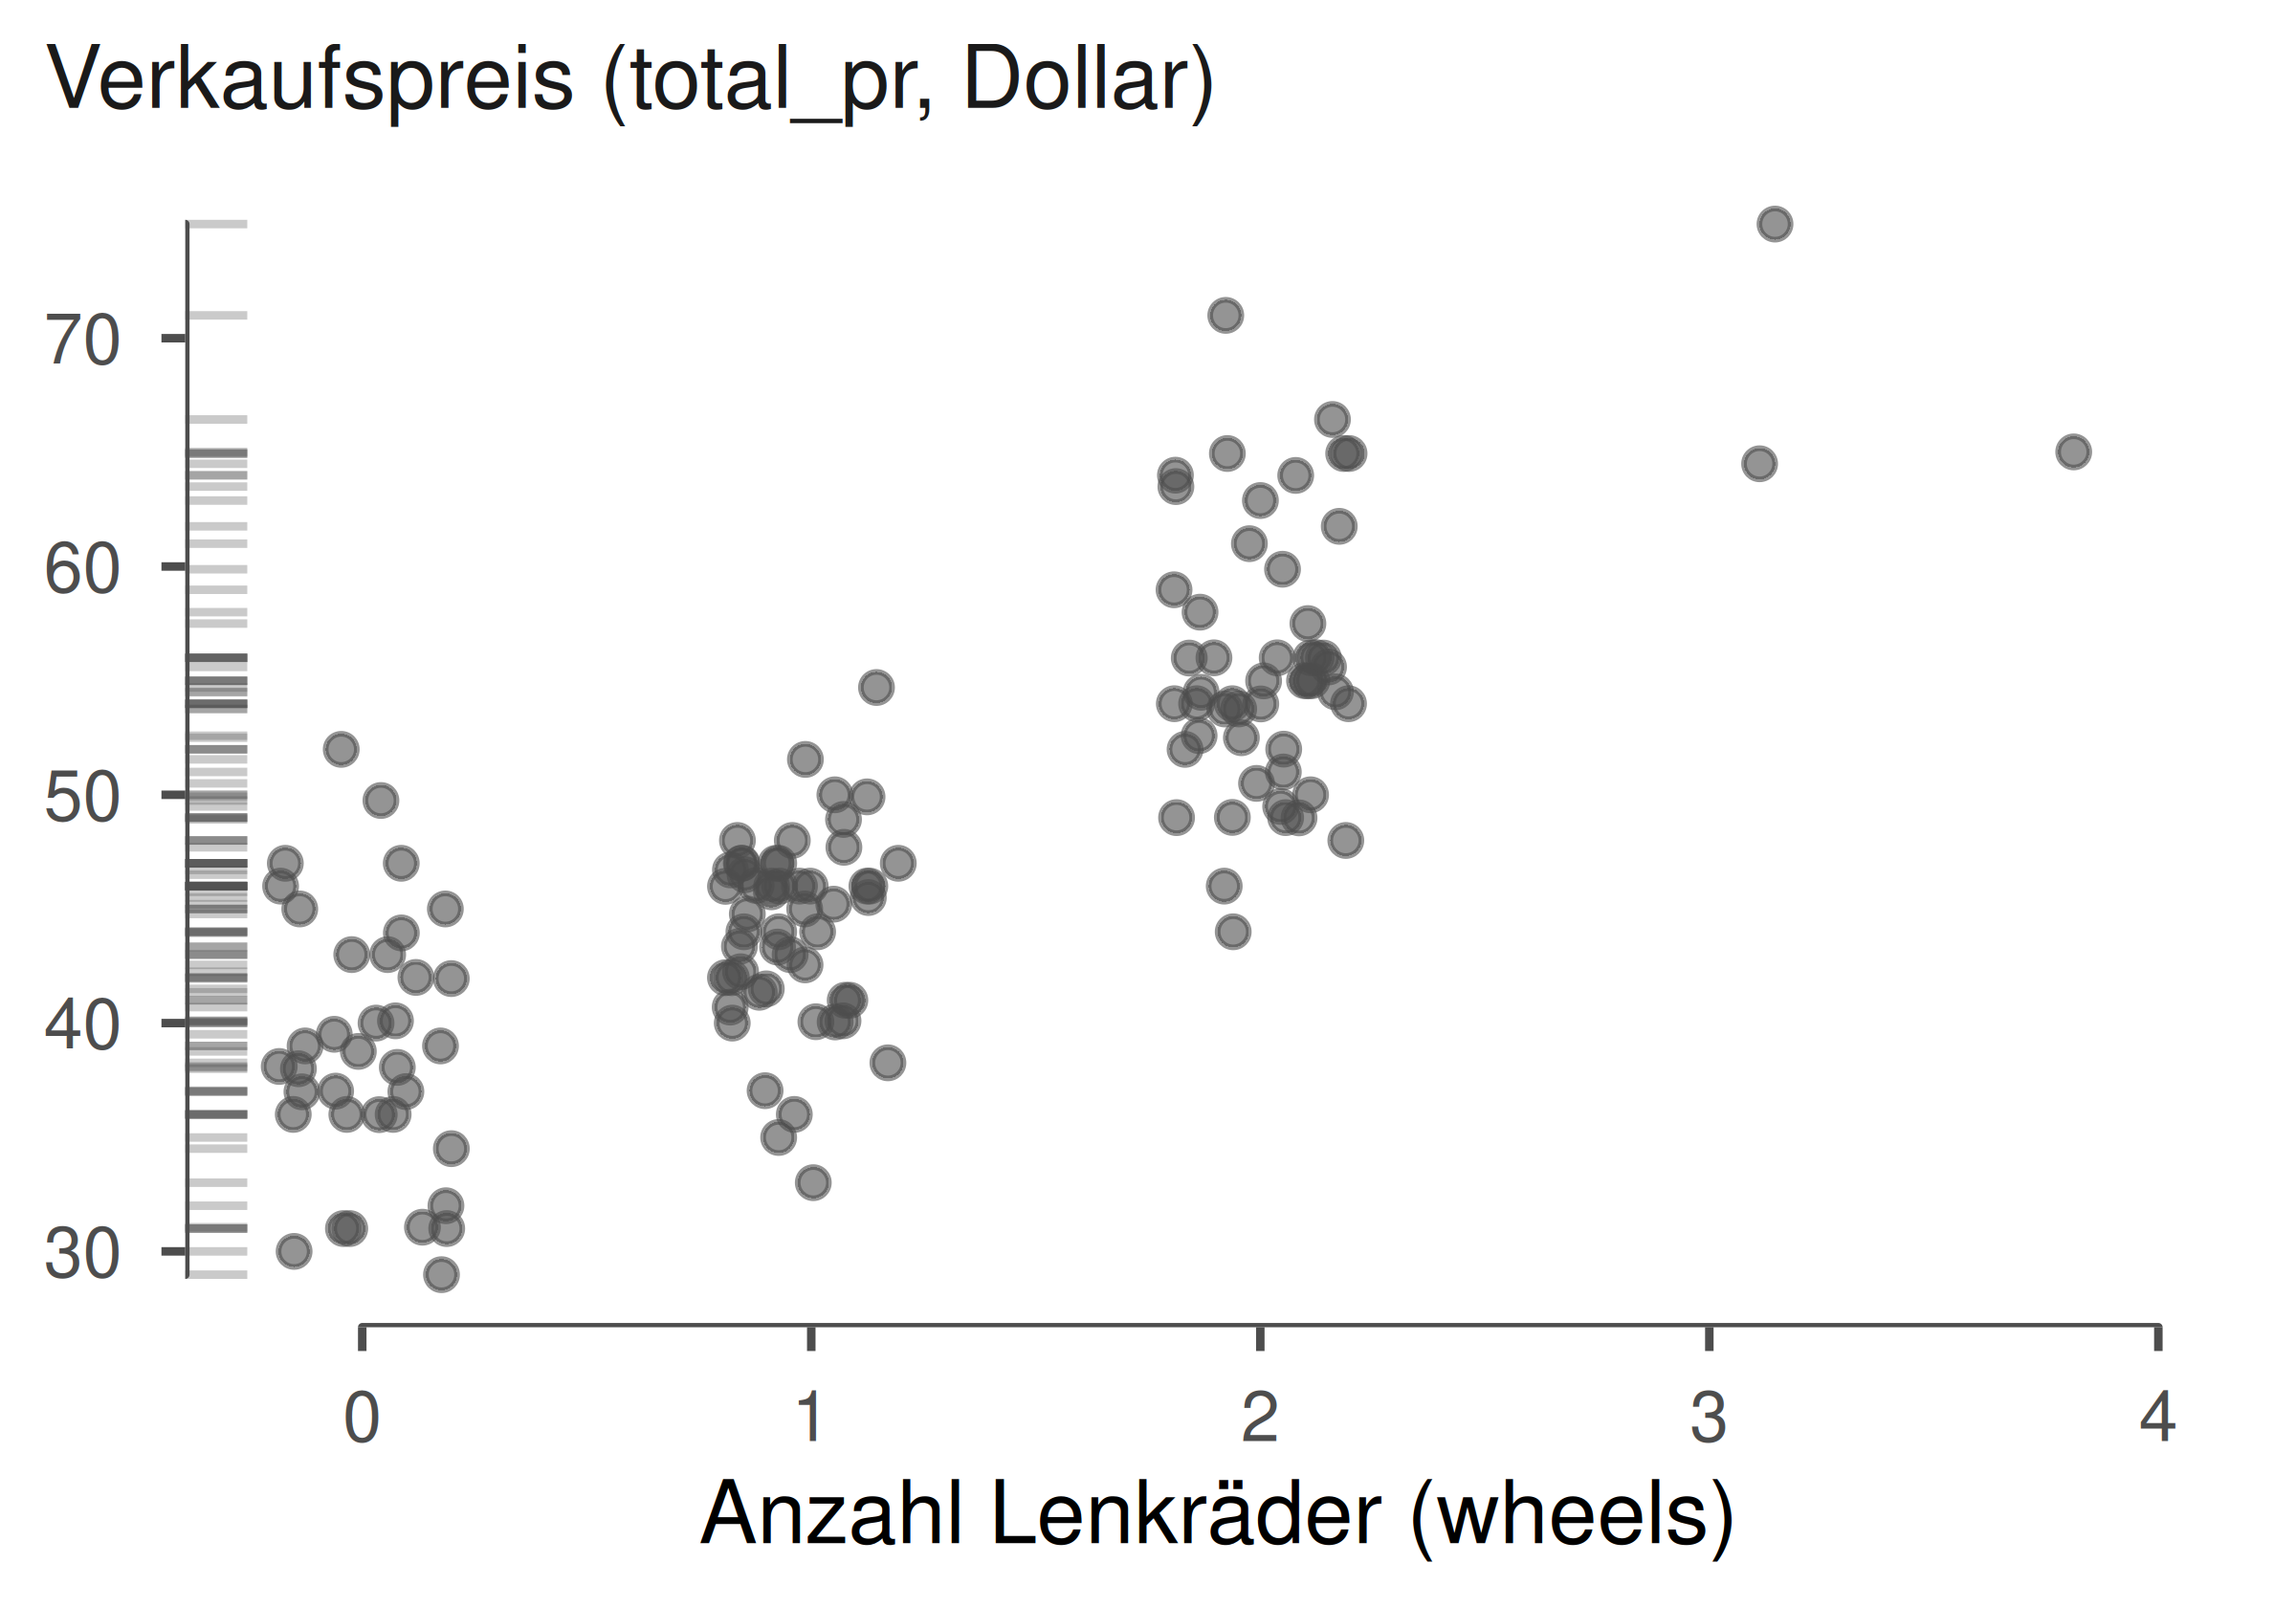 Verkaufspreis (total_pr, Dollar)
70
60
50
40
30
0 1 2 3 4
Anzahl Lenkräder (wheels)